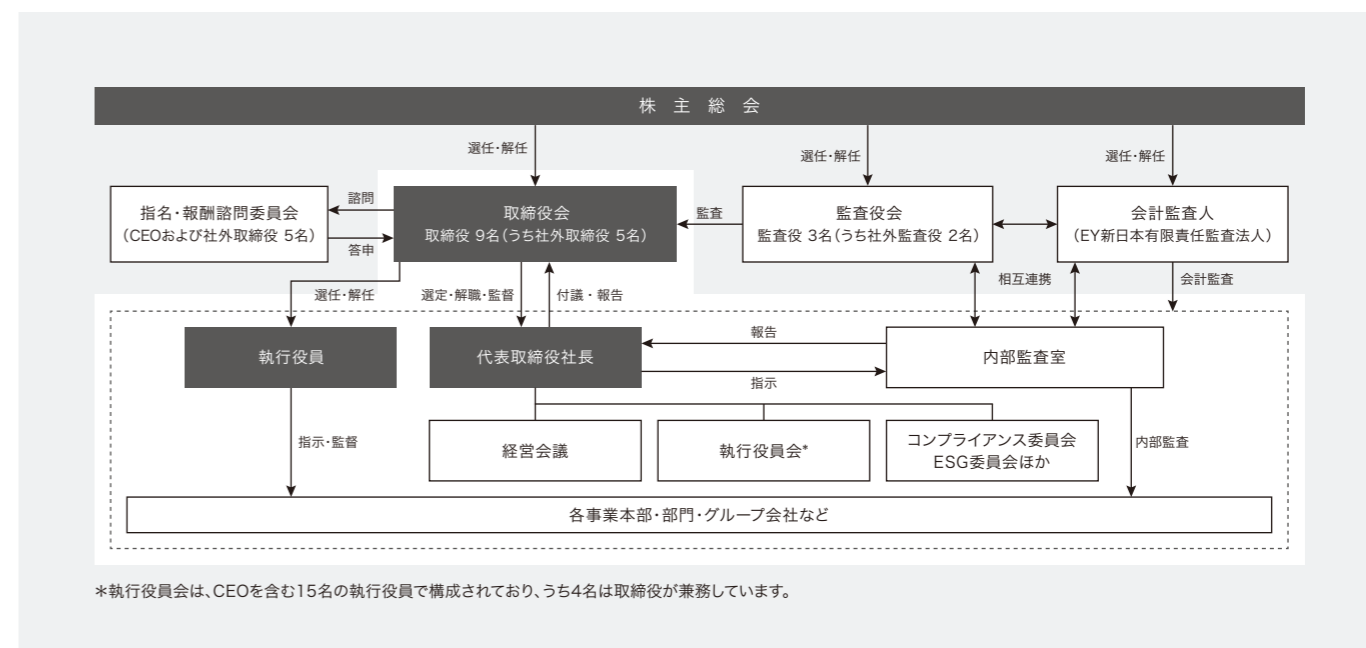 株主総会
選任・解任
選任・解任
選任・解任
指名・報酬諮問委員会
（CEOおよび社外取締役 5名）
諮問
答申
取締役会
取締役 9名（うち社外取締役 5名）
監査
監査役会
監査役 3名（うち社外監査役 2名）
会計監査人
（EY新日本有限責任監査法人）
選任・解任
選定・解職・監督
付議・報告
相互連携
会計監査
執行役員
代表取締役社長
報告
指示
内部監査室
指示・監督
経営会議
執行役員会*
コンプライアンス委員会
ESG委員会ほか
内部監査
各事業本部・部門・グループ会社など
＊執行役員会は、CEOを含む15名の執行役員で構成されており、うち4名は取締役が兼務しています。